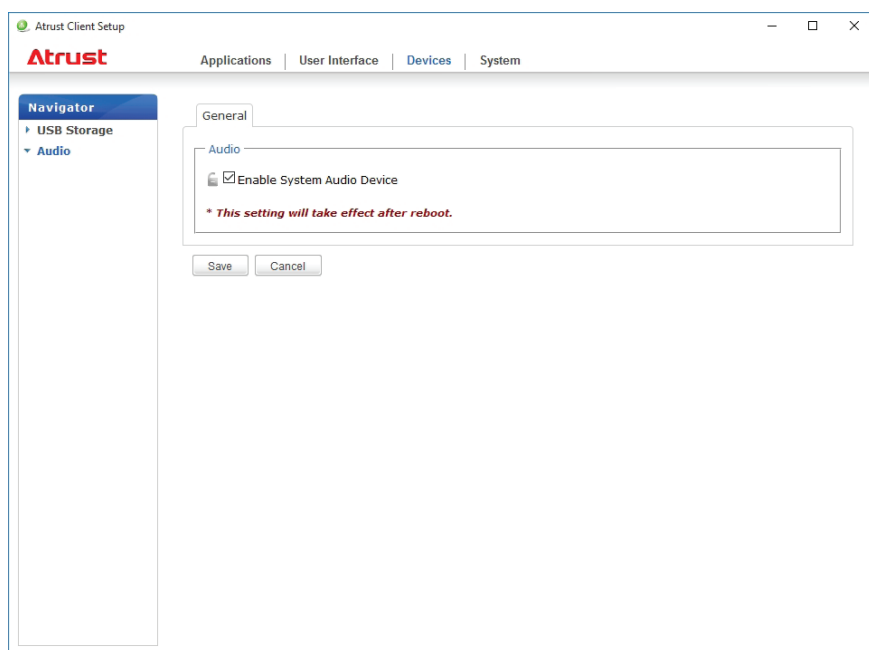 Atrust Client Setup
Atrust
Applications | User Interface | Devices | System
Navigator
USB Storage
Audio
General
Audio
Enable System Audio Device
* This setting will take effect after reboot.
Save Cancel